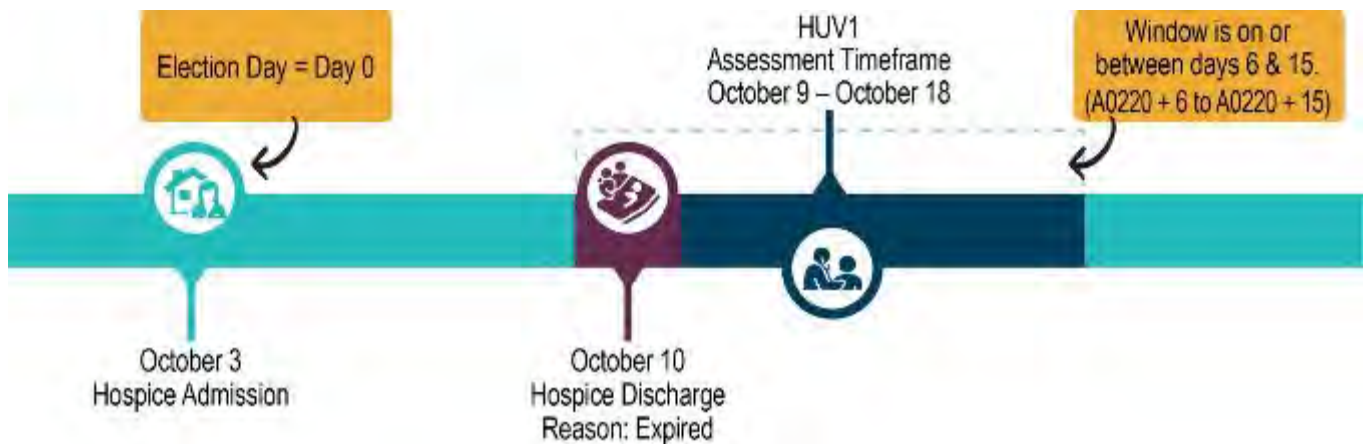 Election Day = Day 0
HUV1
Assessment Timeframe
October 9 – October 18
Window is on or
between days 6 & 15.
(A0220 + 6 to A0220 + 15)
October 3
Hospice Admission
October 10
Hospice Discharge
Reason: Expired